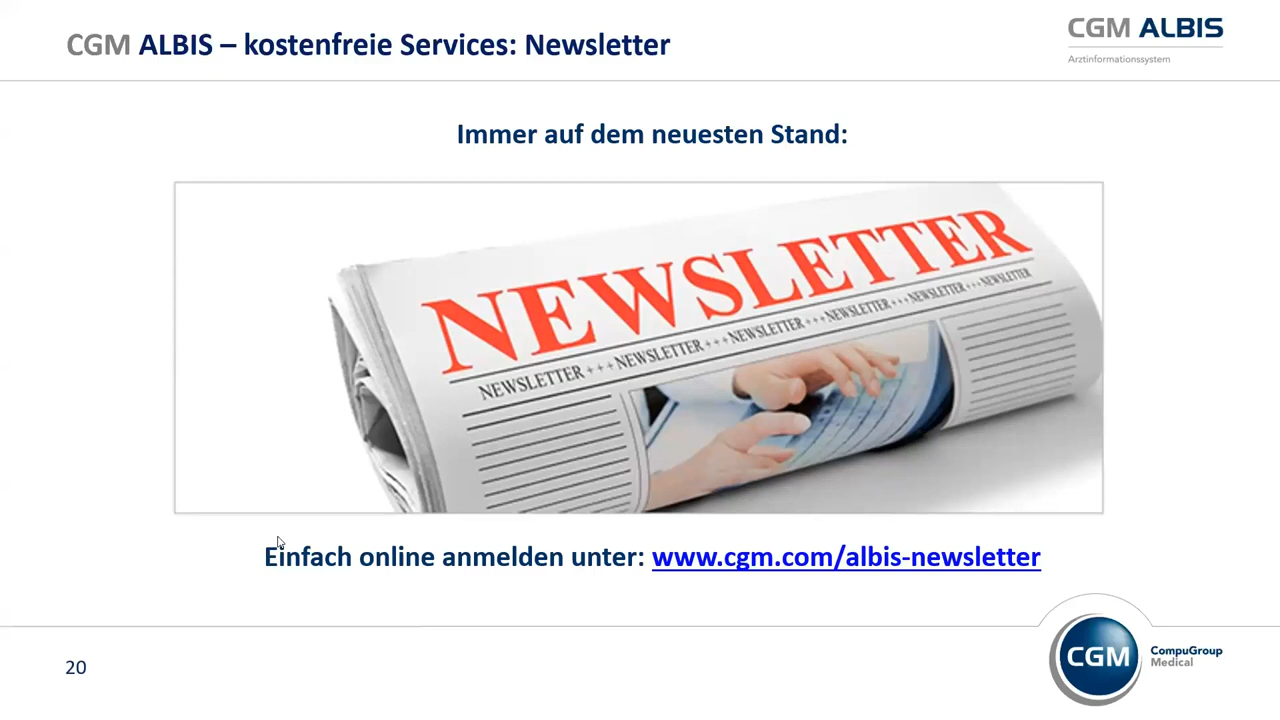 CGM ALBIS – kostenfreie Services: Newsletter
CGM ALBIS
Arztinformationssystem
Immer auf dem neuesten Stand:
NEWSLETTER
NEWSLETTER +++ NEWSLETTER +++ NEWSLETTER +++ NEWSLETTER +++ NEWSLETTER +++ NEWSLETTER
Einfach online anmelden unter: www.cgm.com/albis-newsletter
20
CGM
CompuGroup
Medical